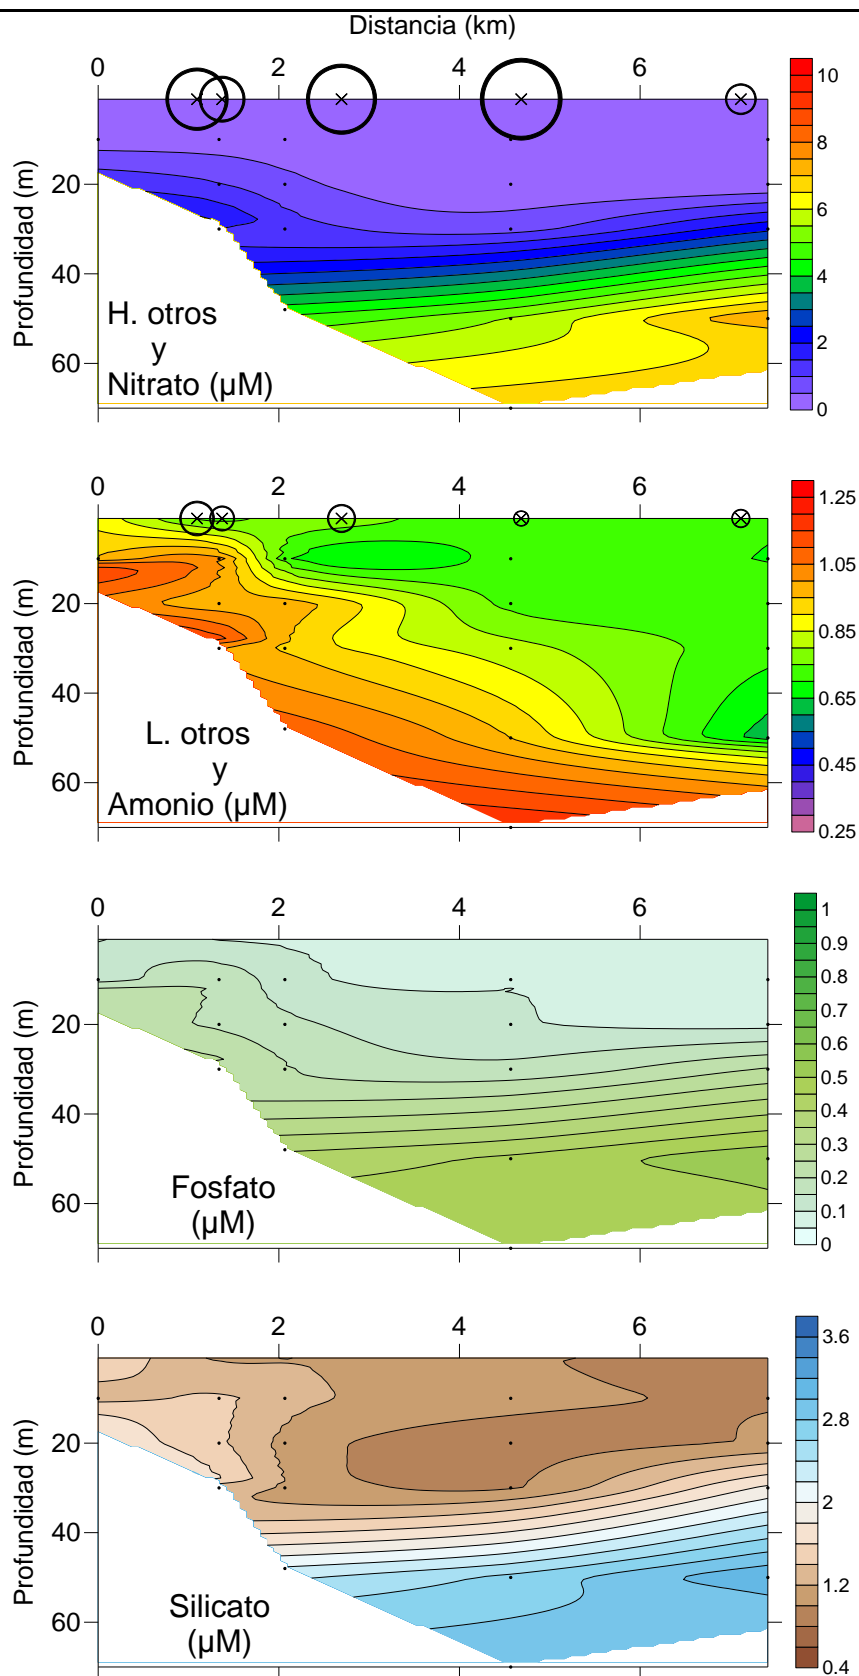 Distancia (km)
0 2 4 6
Profundidad (m)
20
40
60
H. otros
y
Nitrato (µM)
10
8
6
4
2
0
0 2 4 6
Profundidad (m)
20
40
60
L. otros
y
Amonio (µM)
1.25
1.05
0.85
0.65
0.45
0.25
0 2 4 6
Profundidad (m)
20
40
60
Fosfato
(µM)
1
0.9
0.8
0.7
0.6
0.5
0.4
0.3
0.2
0.1
0
0 2 4 6
Profundidad (m)
20
40
60
Silicato
(µM)
3.6
2.8
2
1.2
0.4